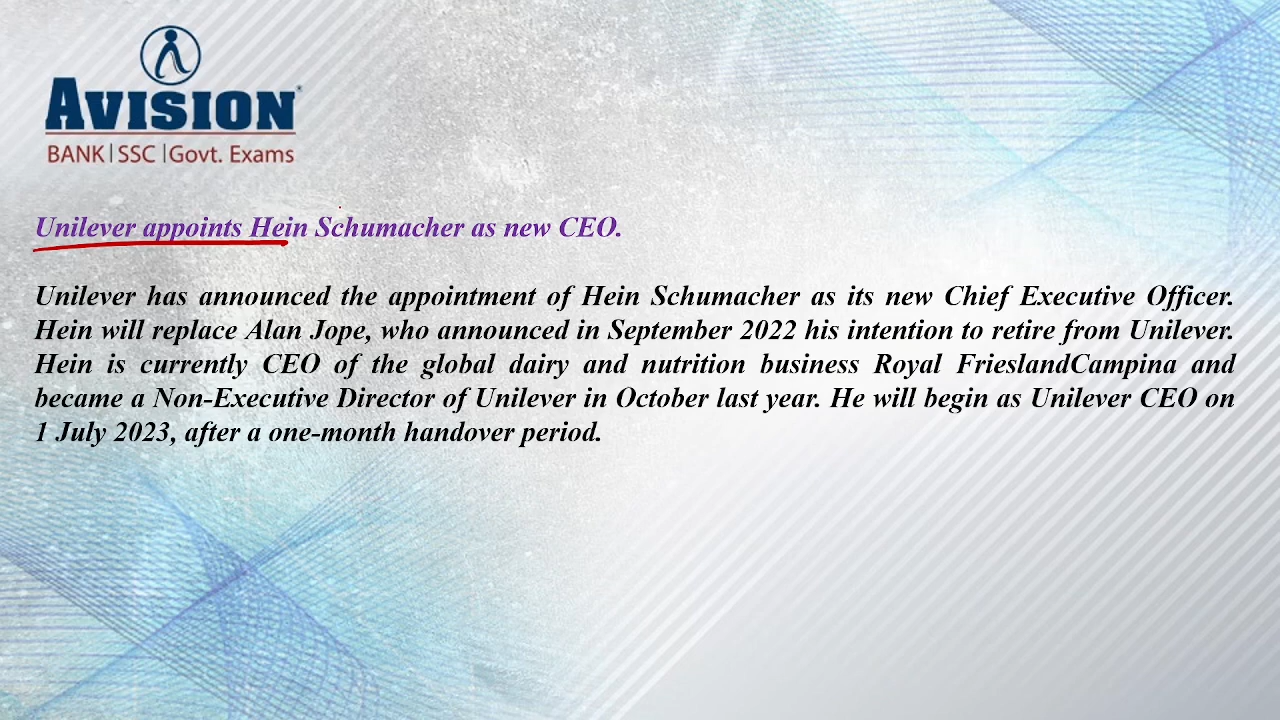 AVISION
BANK | SSC | Govt. Exams
Unilever appoints Hein Schumacher as new CEO.
Unilever has announced the appointment of Hein Schumacher as its new Chief Executive Officer.
Hein will replace Alan Jope, who announced in September 2022 his intention to retire from Unilever.
Hein is currently CEO of the global dairy and nutrition business Royal FrieslandCampina and
became a Non-Executive Director of Unilever in October last year. He will begin as Unilever CEO on
1 July 2023, after a one-month handover period.